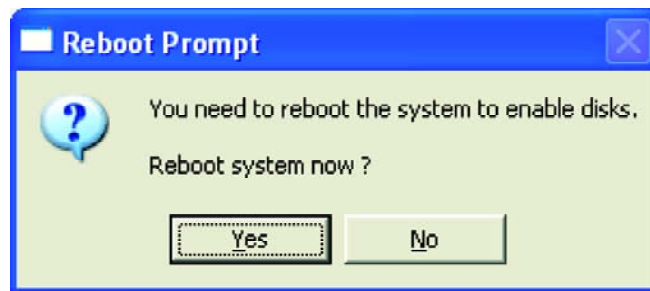 Reboot Prompt
You need to reboot the system to enable disks.
Reboot system now ?
Yes
No